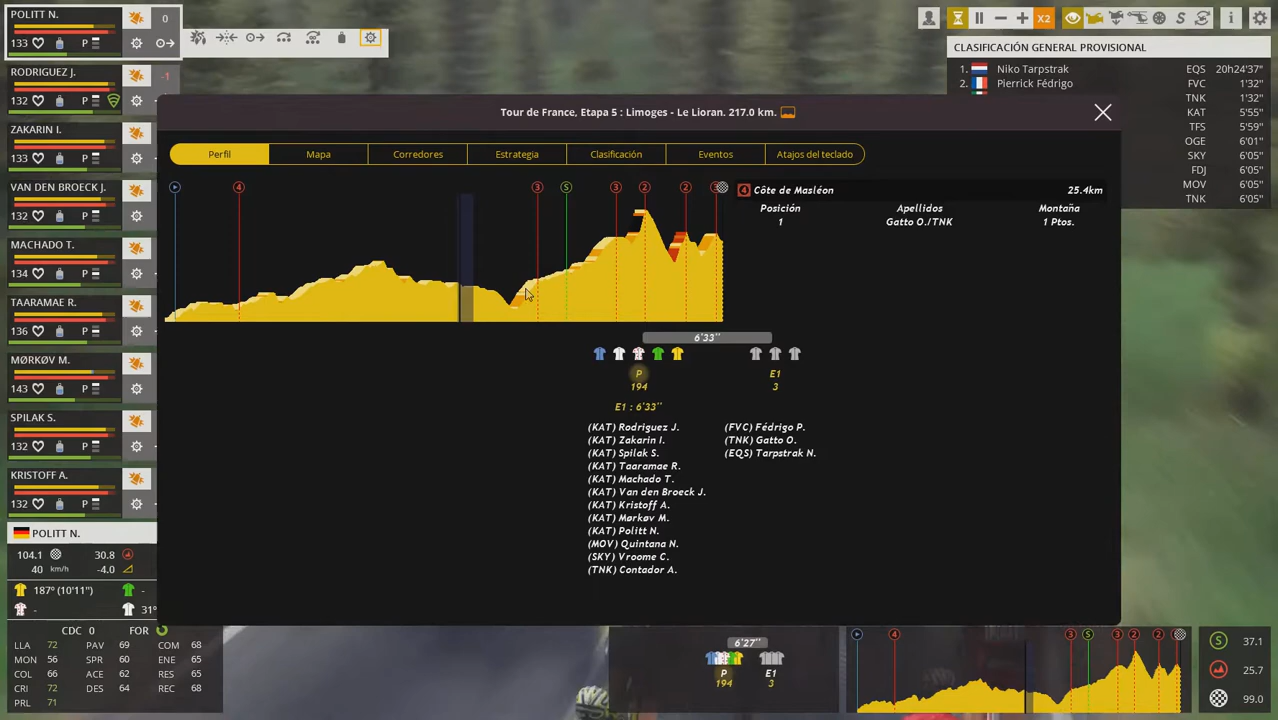 POLITT N.
0
133 P
RODRIGUEZ J.
-1
132 P
ZAKARIN I.
133 P
VAN DEN BROECK J.
132 P
MACHADO T.
134 P
TAARAMAE R.
136 P
MØRKØV M.
143 P
SPILAK S.
132 P
KRISTOFF A.
132 P
X2
CLASIFICACIÓN GENERAL PROVISIONAL
1. Niko Tarpstrak EQS 20h24'37"
2. Pierrick Fédrigo FVC 1'32"
TNK 1'32"
KAT 5'55"
TFS 5'59"
OGE 6'01"
SKY 6'05"
FDJ 6'05"
MOV 6'05"
TNK 6'05"
Tour de France, Etapa 5 : Limoges - Le Lioran. 217.0 km.
Perfil Mapa Corredores Estrategia Clasificación Eventos Atajos del teclado
4 3 S 3 2 2 3
4 Côte de Masléon 25.4km
Posición Apellidos Montaña
1 Gatto O./TNK 1 Ptos.
6'33''
P E1
194 3
E1 : 6'33''
(KAT) Rodriguez J. (FVC) Fédrigo P.
(KAT) Zakarin I. (TNK) Gatto O.
(KAT) Spilak S. (EQS) Tarpstrak N.
(KAT) Taaramae R.
(KAT) Machado T.
(KAT) Van den Broeck J.
(KAT) Kristoff A.
(KAT) Mørkøv M.
(KAT) Politt N.
(MOV) Quintana N.
(SKY) Vroome C.
(TNK) Contador A.
POLITT N.
104.1 30.8
40 km/h -4.0
187º (10'11") -
- 31º
CDC 0 FOR
LLA 72 PAV 69 COM 68
MON 56 SPR 60 ENE 65
COL 66 ACE 62 RES 65
CRI 72 DES 64 REC 68
PRL 71
6'27''
P E1
194 3
4 3 S 3 2 2
S 37.1
25.7
99.0